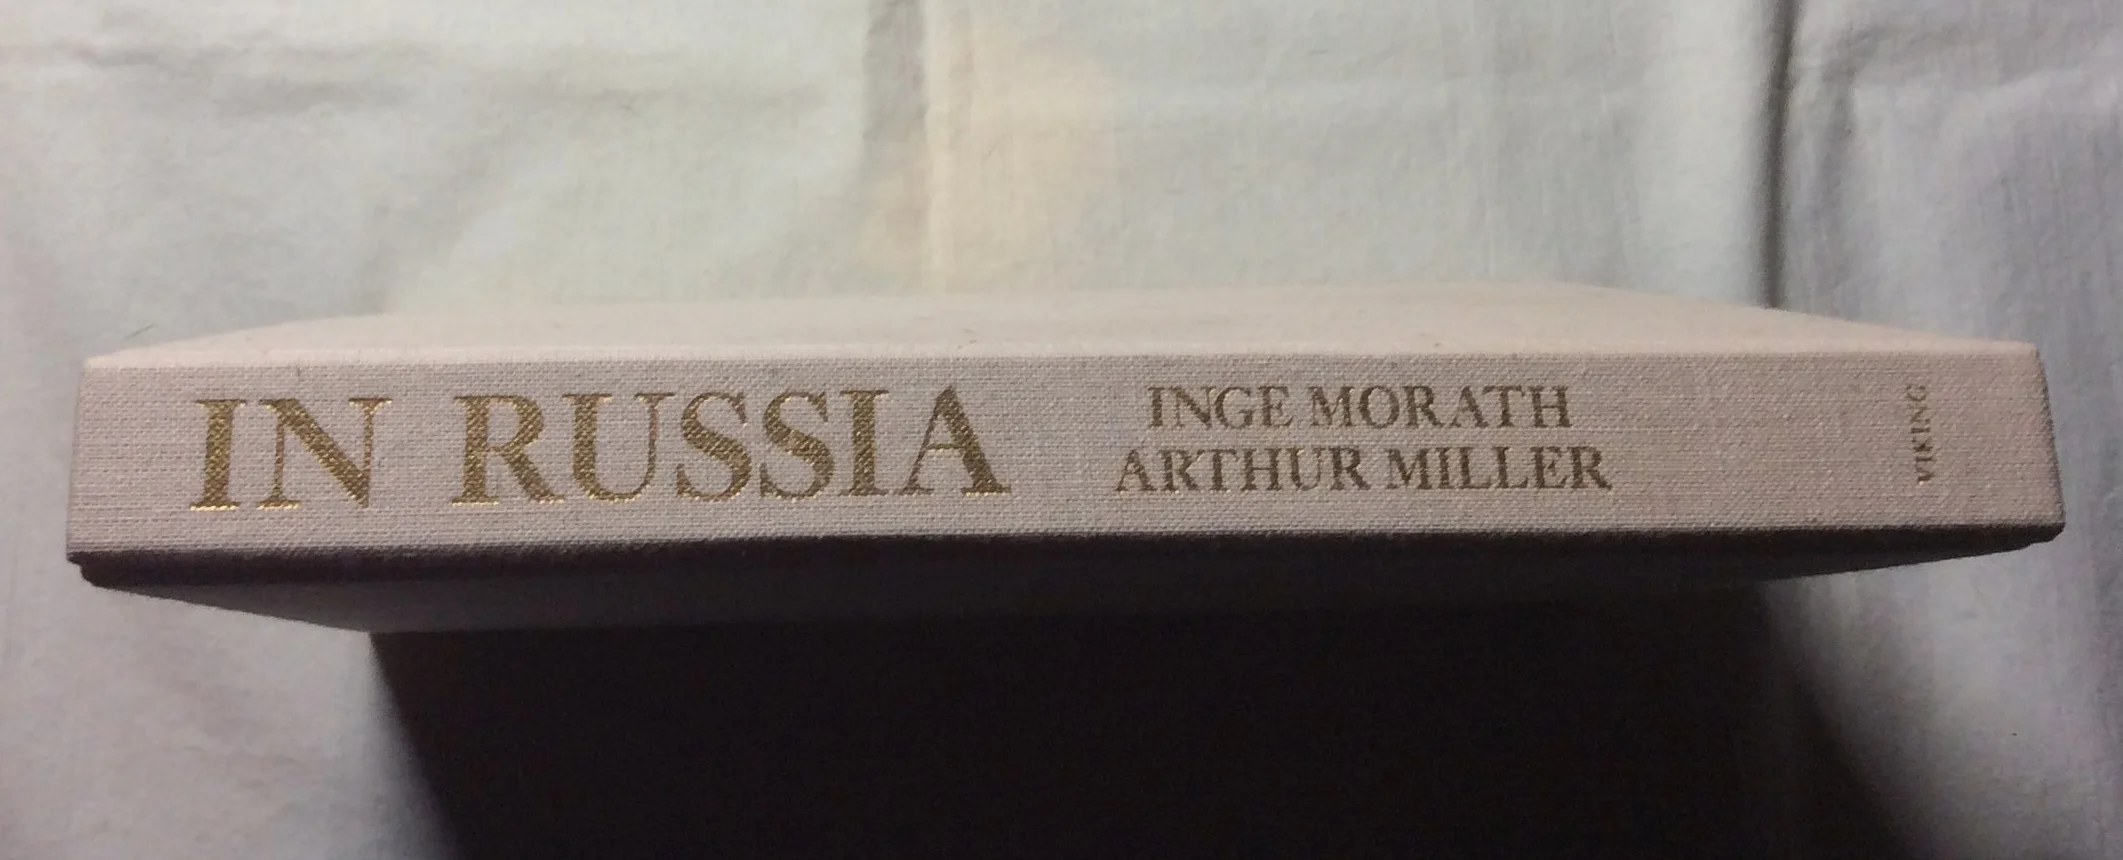 IN RUSSIA
INGE MORATH
ARTHUR MILLER
VIKING